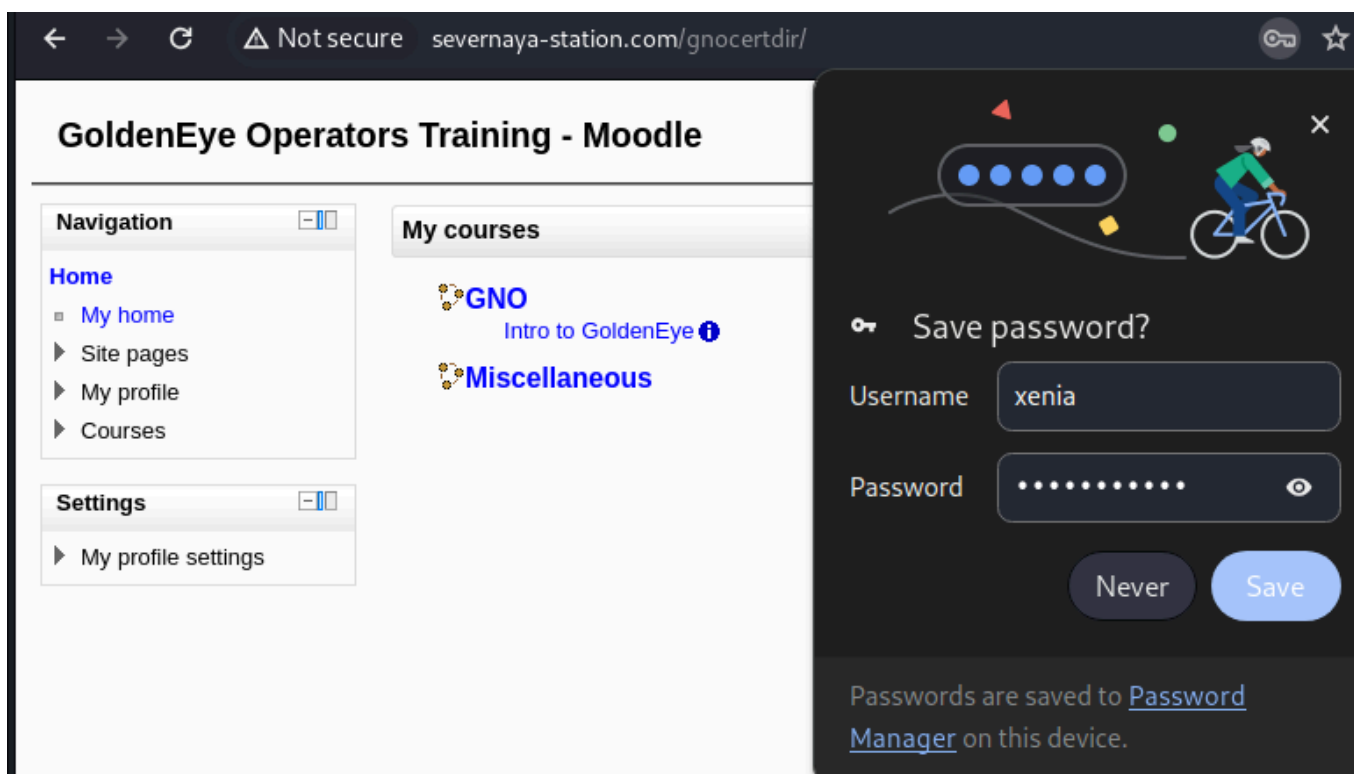 Not secure severnaya-station.com/gnocertdir/
GoldenEye Operators Training - Moodle
Navigation
Home
My home
Site pages
My profile
Courses
Settings
My profile settings
My courses
GNO
Intro to GoldenEye
Miscellaneous
Save password?
Username xenia
Password •••••••••••
Never Save
Passwords are saved to Password
Manager on this device.